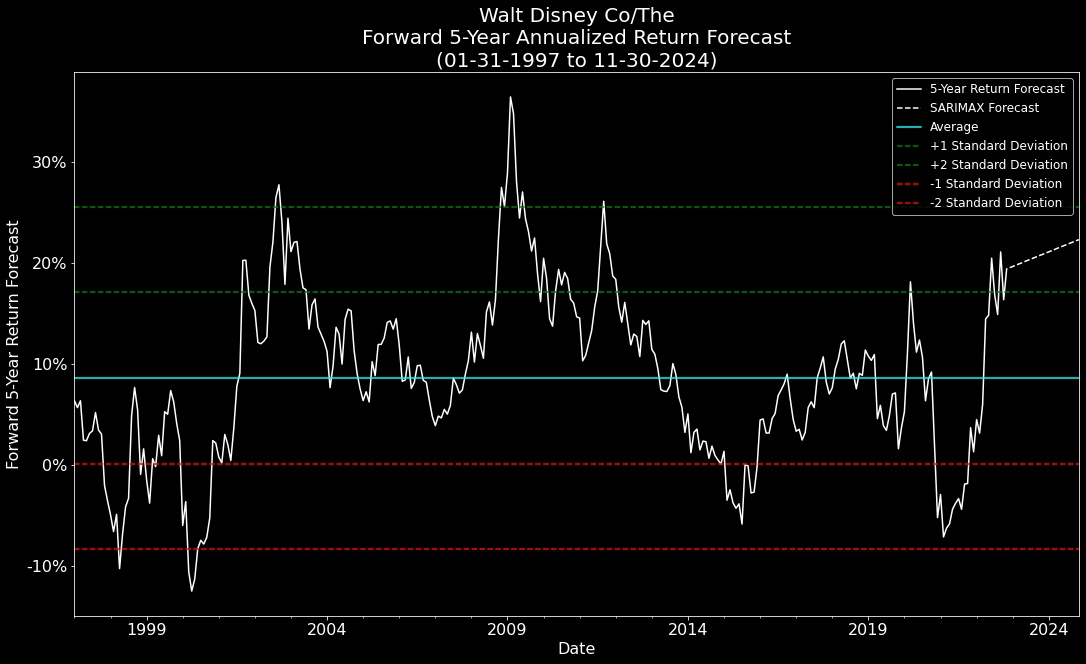 Walt Disney Co/The
Forward 5-Year Annualized Return Forecast
(01-31-1997 to 11-30-2024)
5-Year Return Forecast
SARIMAX Forecast
Average
+1 Standard Deviation
+2 Standard Deviation
-1 Standard Deviation
-2 Standard Deviation
Forward 5-Year Return Forecast
30%
20%
10%
0%
-10%
1999
2004
2009
2014
2019
2024
Date